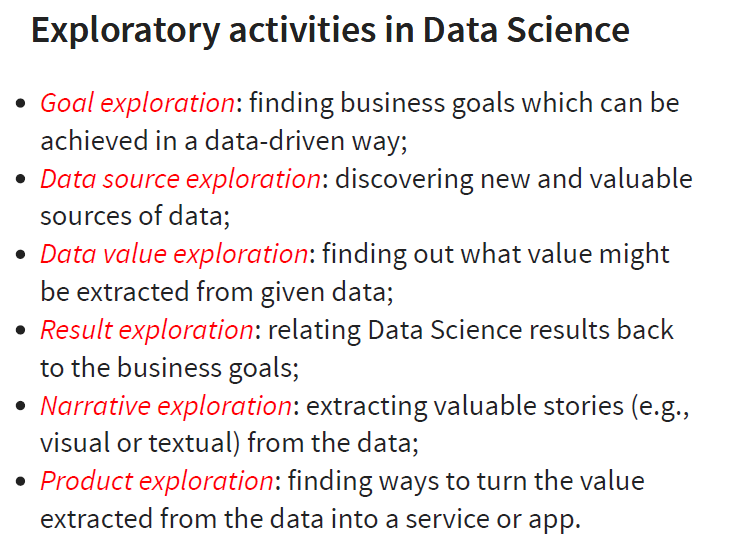 Exploratory activities in Data Science
• Goal exploration: finding business goals which can be
achieved in a data-driven way;
• Data source exploration: discovering new and valuable
sources of data;
• Data value exploration: finding out what value might
be extracted from given data;
• Result exploration: relating Data Science results back
to the business goals;
• Narrative exploration: extracting valuable stories (e.g.,
visual or textual) from the data;
• Product exploration: finding ways to turn the value
extracted from the data into a service or app.